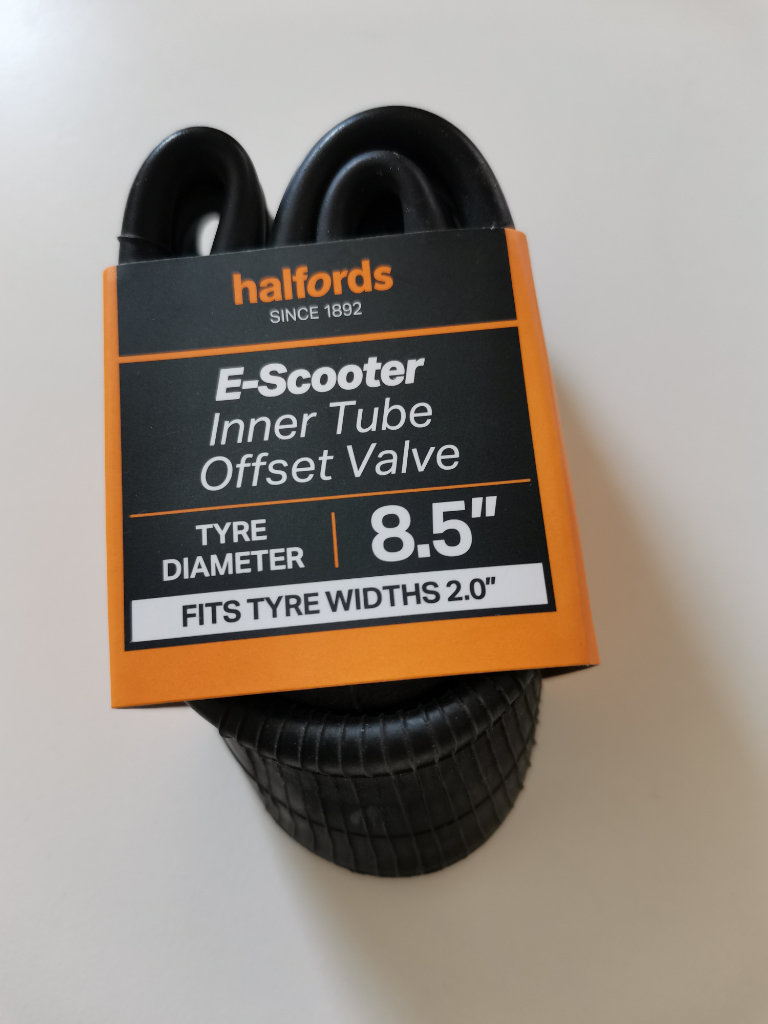 halfords
SINCE 1892
E-Scooter
Inner Tube
Offset Valve
TYRE
DIAMETER
8.5"
FITS TYRE WIDTHS 2.0"